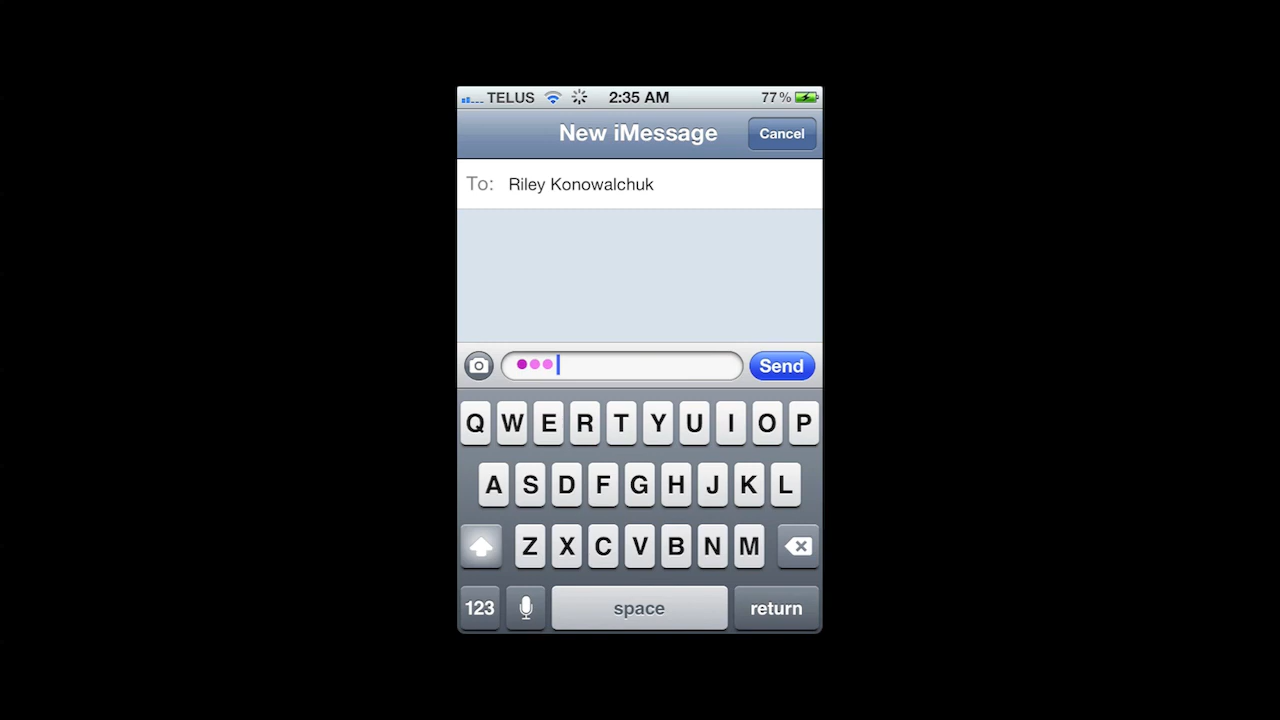 TELUS 2:35 AM 77%
New iMessage Cancel
To: Riley Konowalchuk
Send
Q W E R T Y U I O P
A S D F G H J K L
Z X C V B N M
123 space return